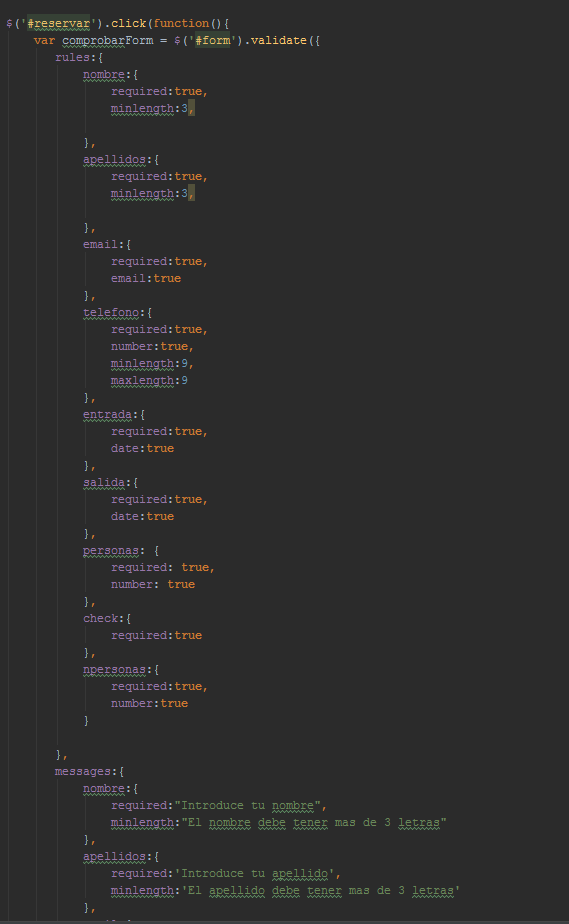 $('#reservar').click(function(){
    var comprobarForm = $('#form').validate({
       rules:{
           nombre:{
               required:true,
               minlength:3,

           },
           apellidos:{
               required:true,
               minlength:3,

           },
           email:{
               required:true,
               email:true
           },
           telefono:{
               required:true,
               number:true,
               minlength:9,
               maxlength:9
           },
           entrada:{
               required:true,
               date:true
           },
           salida:{
               required:true,
               date:true
           },
           personas: {
               required: true,
               number: true
           },
           check:{
               required:true
           },
           npersonas:{
               required:true,
               number:true
           }

       },
       messages:{
           nombre:{
               required:"Introduce tu nombre",
               minlength:"El nombre debe tener mas de 3 letras"
           },
           apellidos:{
               required:'Introduce tu apellido',
               minlength:'El apellido debe tener mas de 3 letras'
           },